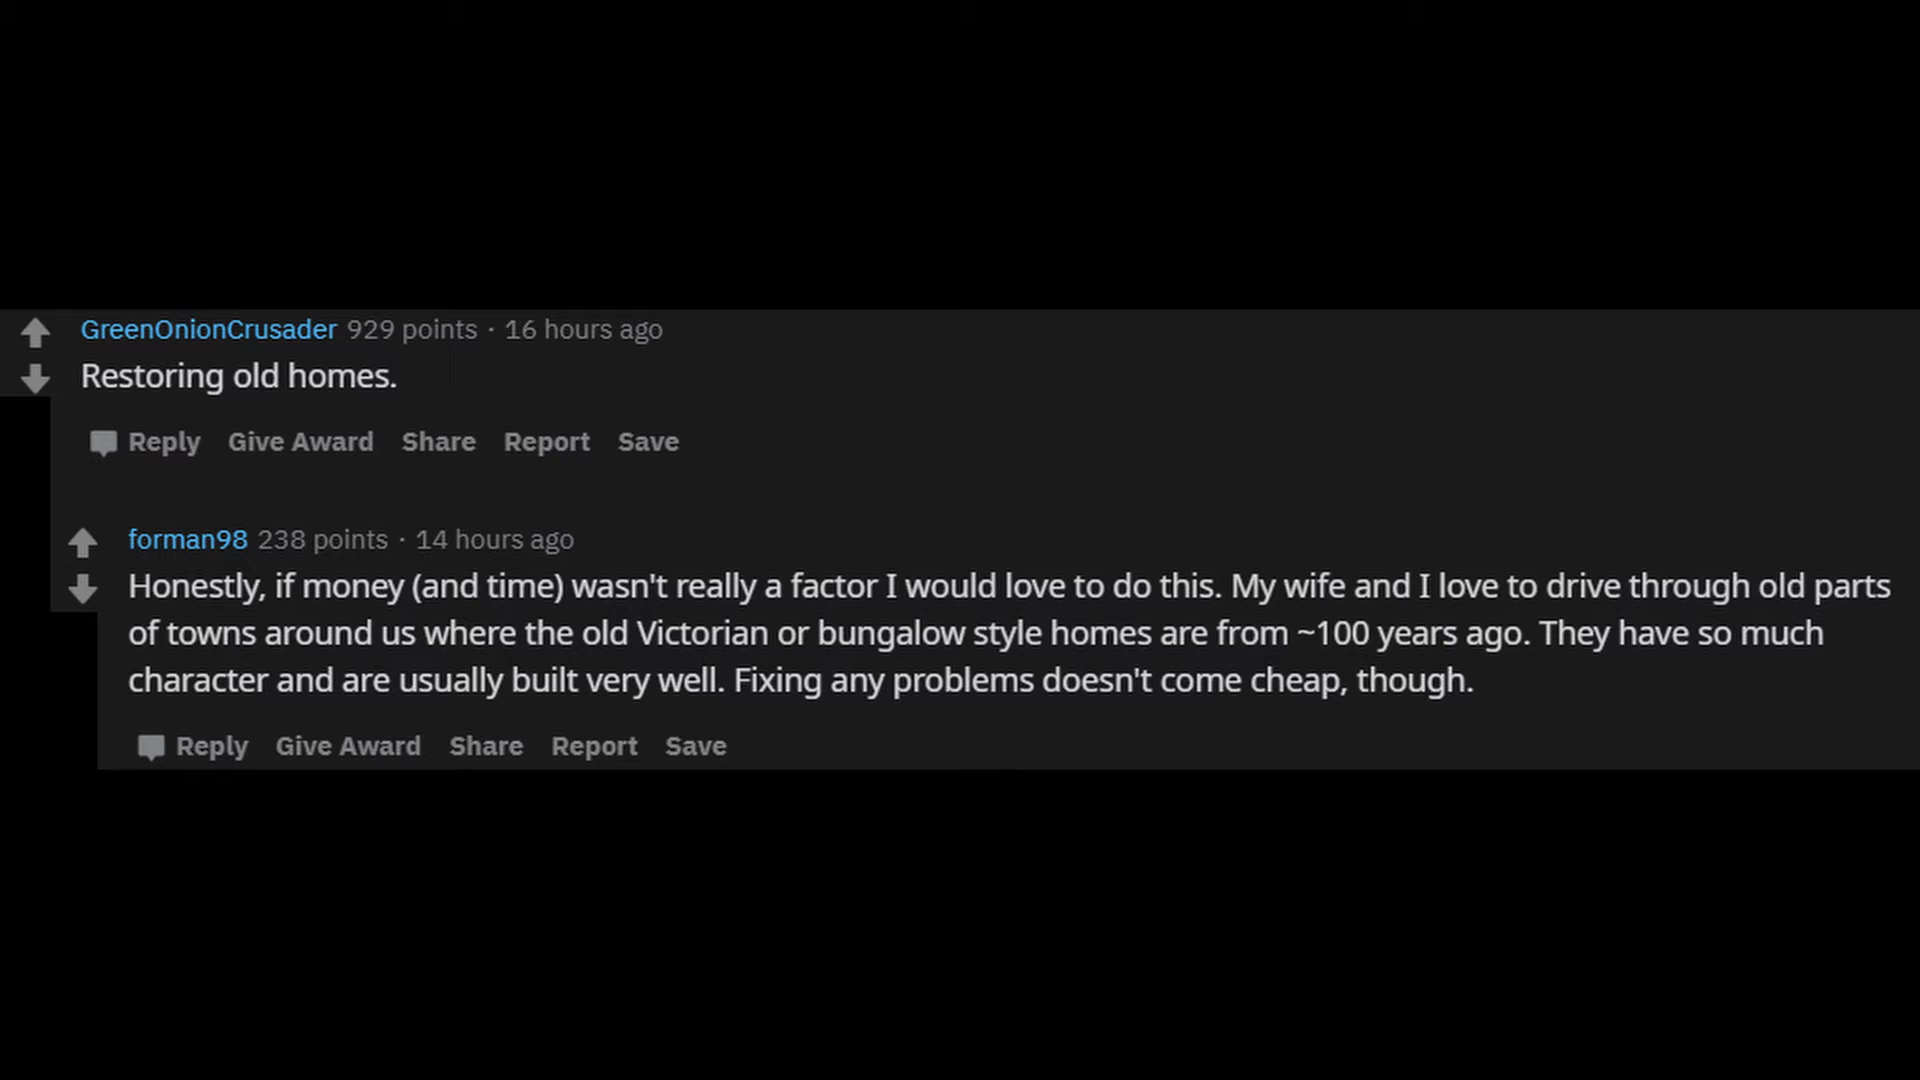 GreenOnionCrusader 929 points · 16 hours ago
Restoring old homes.
Reply Give Award Share Report Save
forman98 238 points · 14 hours ago
Honestly, if money (and time) wasn't really a factor I would love to do this. My wife and I love to drive through old parts
of towns around us where the old Victorian or bungalow style homes are from ~100 years ago. They have so much
character and are usually built very well. Fixing any problems doesn't come cheap, though.
Reply Give Award Share Report Save